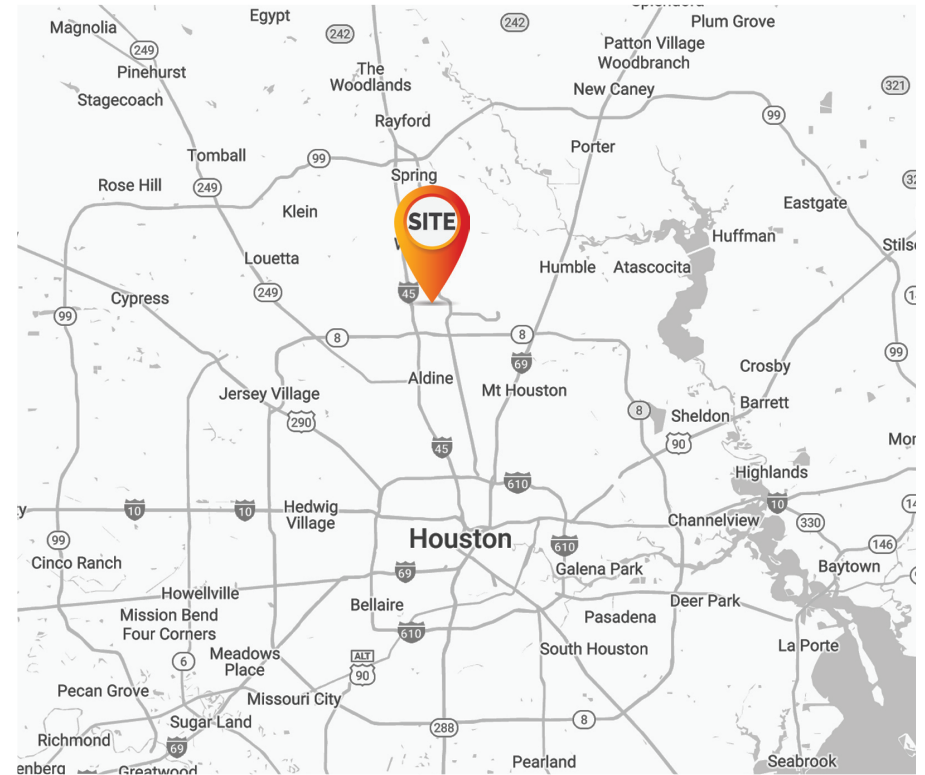 Egypt
Magnolia
242
242
Plum Grove
249
Patton Village
Woodbranch
Pinehurst
The
Woodlands
Stagecoach
New Caney
321
99
Rayford
Porter
Tomball
99
Spring
249
Rose Hill
Klein
Eastgate
SITE
Huffman
Louetta
Humble
Atascocita
249
45
Cypress
99
8
8
99
69
Crosby
Aldine
Mt Houston
Jersey Village
Barrett
8
Sheldon
290
90
45
Highlands
610
10
10
10
Hedwig
Village
Channelview
330
Houston
99
610
146
Cinco Ranch
69
Galena Park
Baytown
Howellville
Bellaire
Deer Park
Mission Bend
Pasadena
Four Corners
610
La Porte
South Houston
Meadows
Place
6
ALT
90
Pecan Grove
Missouri City
Sugar Land
288
8
Richmond
69
Pearland
Seabrook
Greatwood